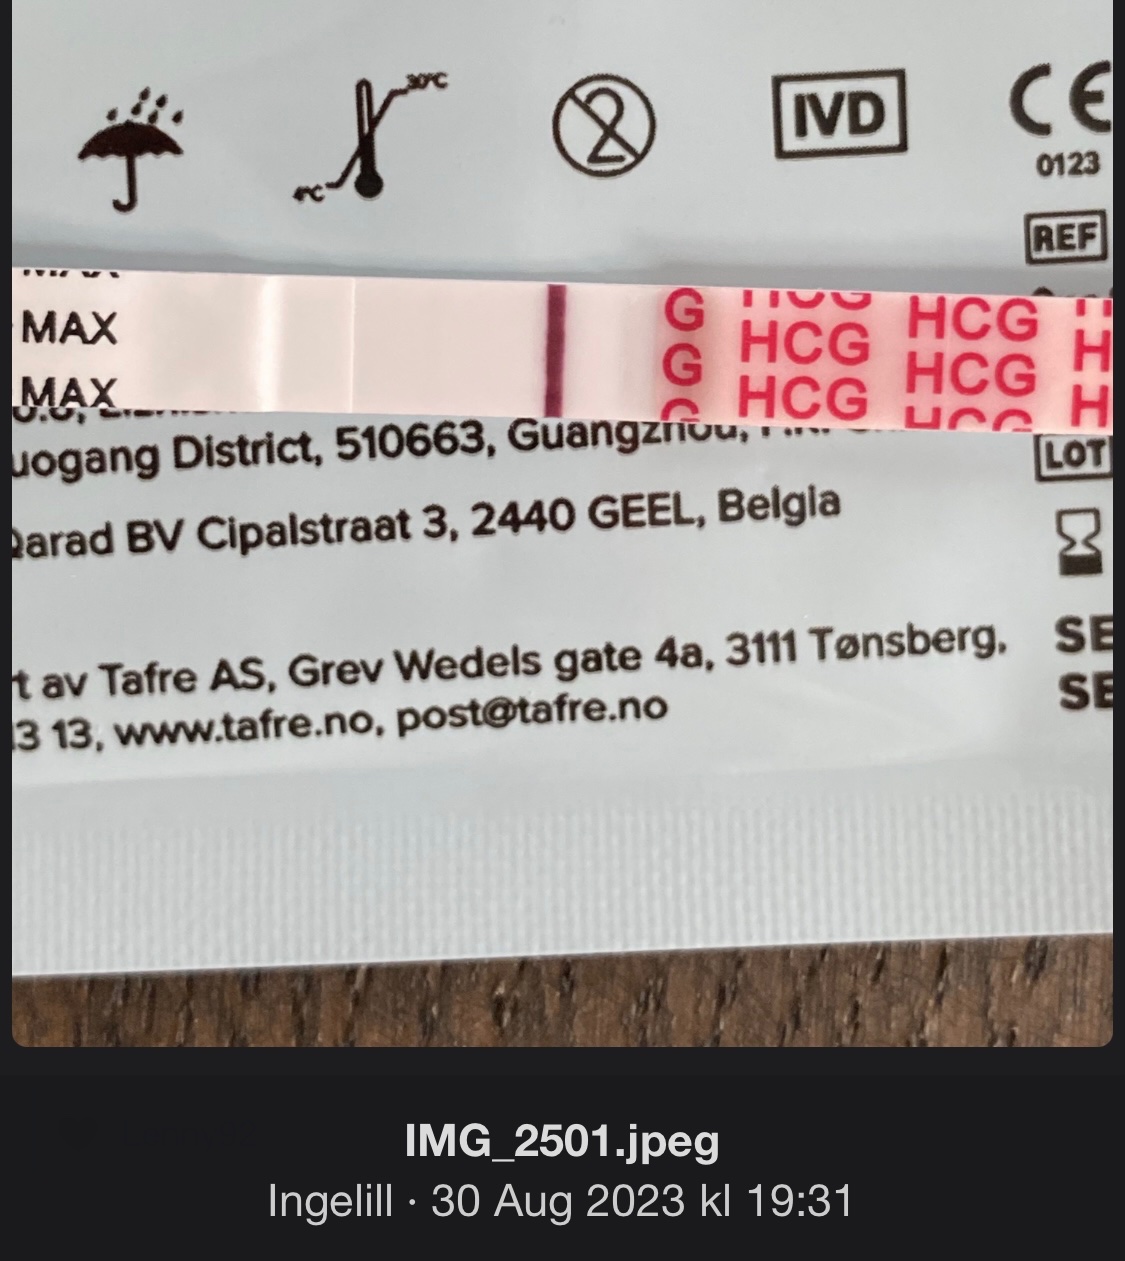 30°C
4°C
2
IVD
CE
0123
REF
MAX
MAX
G HCG HCG H
G HCG HCG H
HCG
uogang District, 510663, Guangzhou,
LOT
Qarad BV Cipalstraat 3, 2440 GEEL, Belgia
t av Tafre AS, Grev Wedels gate 4a, 3111 Tønsberg.
SE
3 13, www.tafre.no, post@tafre.no
SE
IMG_2501.jpeg
Ingelill · 30 Aug 2023 kl 19:31